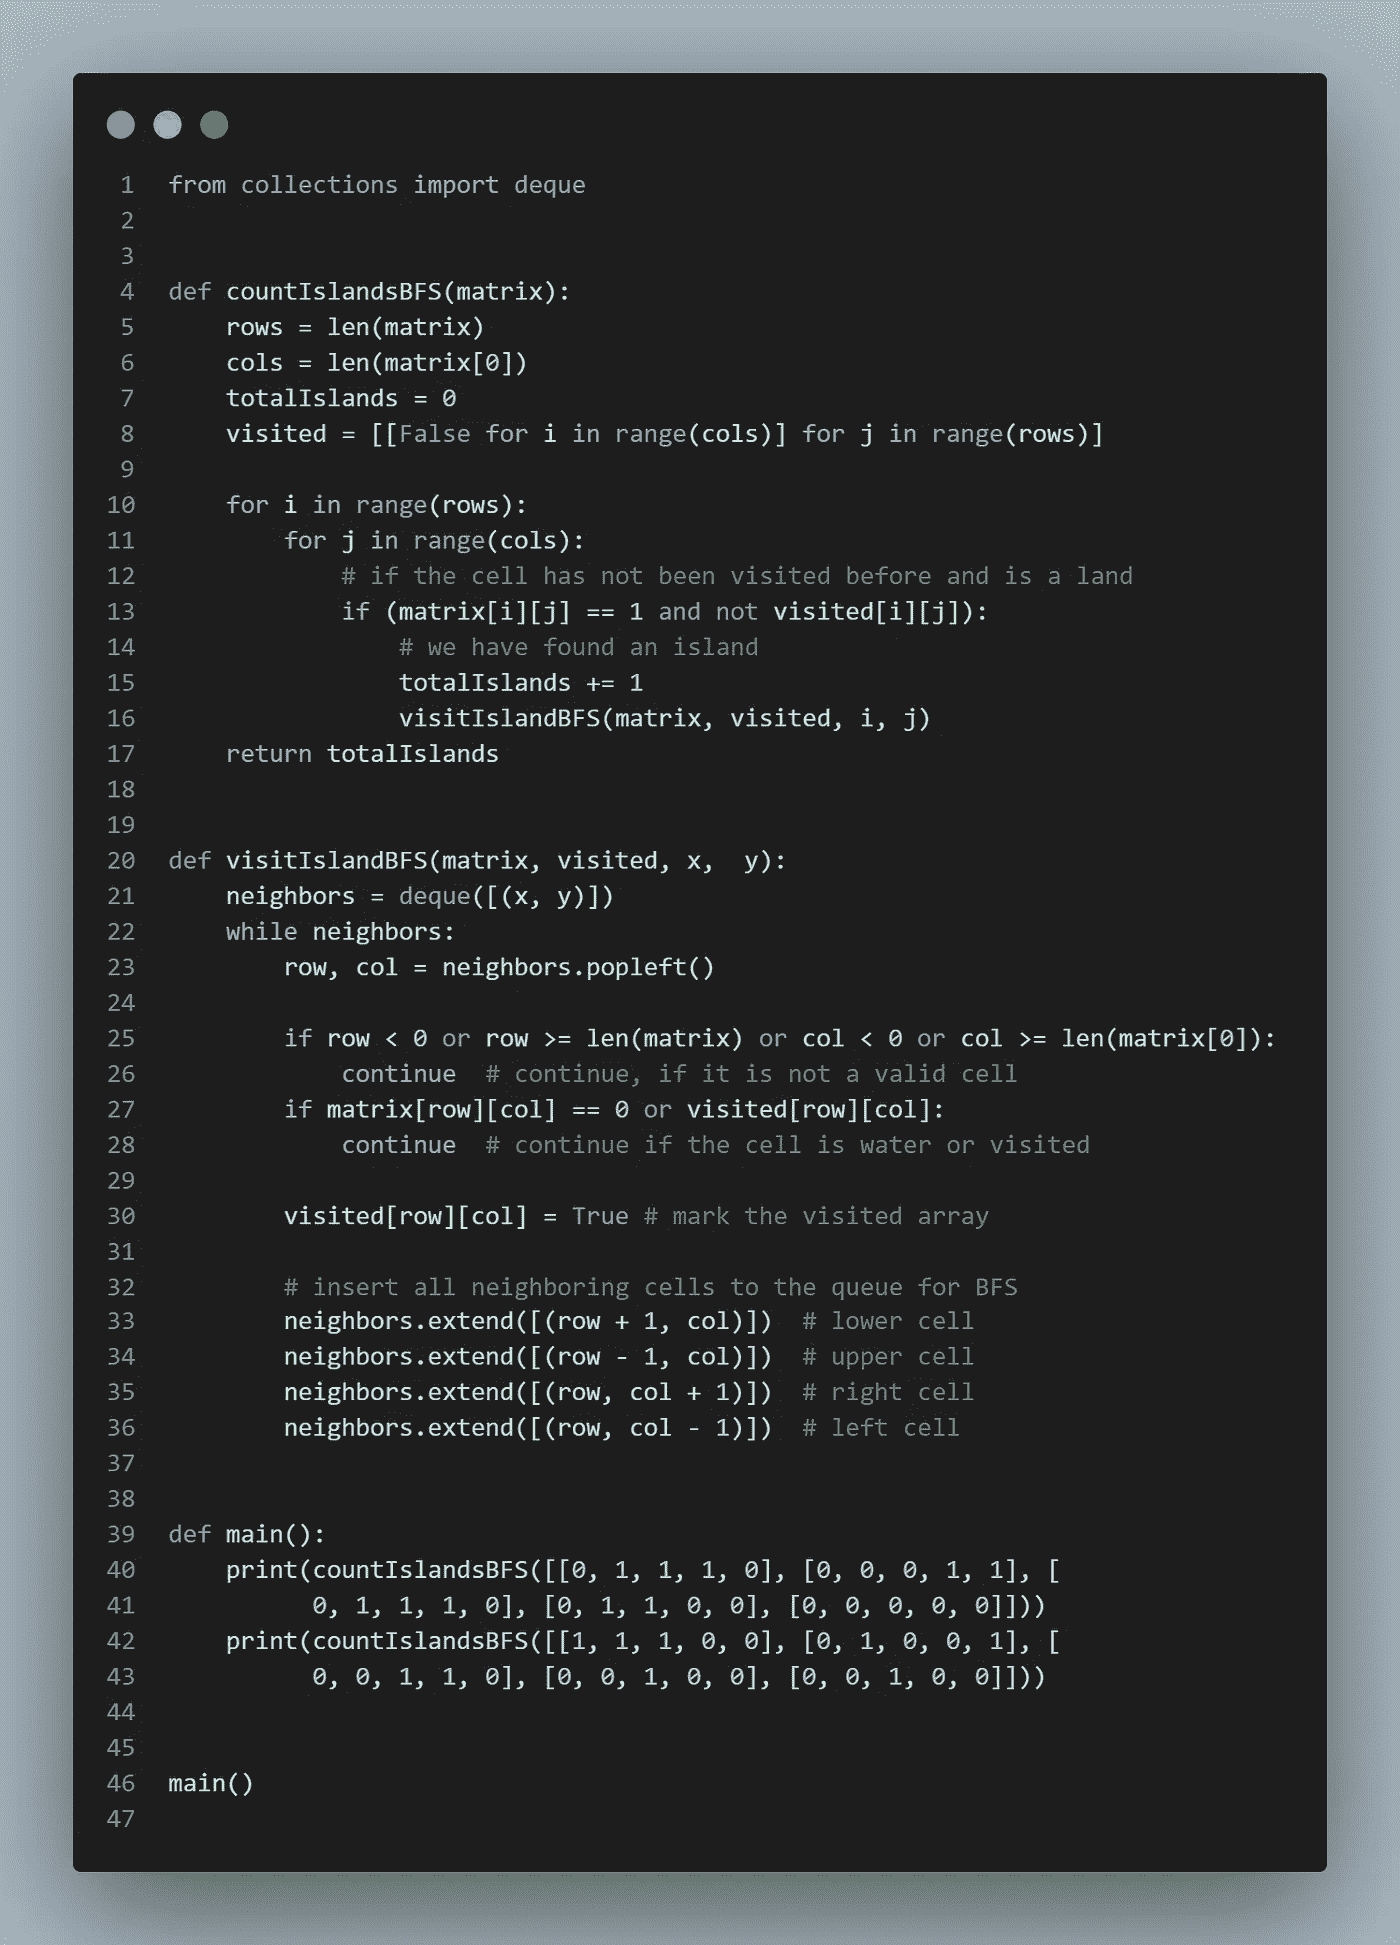 1 from collections import deque
2
3
4 def countIslandsBFS(matrix):
5     rows = len(matrix)
6     cols = len(matrix[0])
7     totalIslands = 0
8     visited = [[False for i in range(cols)] for j in range(rows)]
9
10     for i in range(rows):
11         for j in range(cols):
12             # if the cell has not been visited before and is a land
13             if (matrix[i][j] == 1 and not visited[i][j]):
14                 # we have found an island
15                 totalIslands += 1
16                 visitIslandBFS(matrix, visited, i, j)
17     return totalIslands
18
19
20 def visitIslandBFS(matrix, visited, x,  y):
21     neighbors = deque([(x, y)])
22     while neighbors:
23         row, col = neighbors.popleft()
24
25         if row < 0 or row >= len(matrix) or col < 0 or col >= len(matrix[0]):
26             continue  # continue, if it is not a valid cell
27         if matrix[row][col] == 0 or visited[row][col]:
28             continue  # continue if the cell is water or visited
29
30         visited[row][col] = True # mark the visited array
31
32         # insert all neighboring cells to the queue for BFS
33         neighbors.extend([(row + 1, col)])  # lower cell
34         neighbors.extend([(row - 1, col)])  # upper cell
35         neighbors.extend([(row, col + 1)])  # right cell
36         neighbors.extend([(row, col - 1)])  # left cell
37
38
39 def main():
40     print(countIslandsBFS([[0, 1, 1, 1, 0], [0, 0, 0, 1, 1], [
41           0, 1, 1, 1, 0], [0, 1, 1, 0, 0], [0, 0, 0, 0, 0]]))
42     print(countIslandsBFS([[1, 1, 1, 0, 0], [0, 1, 0, 0, 1], [
43           0, 0, 1, 1, 0], [0, 0, 1, 0, 0], [0, 0, 1, 0, 0]]))
44
45
46 main()
47